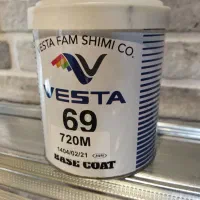 VESTA FAM SHIMI CO.
VESTA
69
720M
1404/02/21
BASE COAT